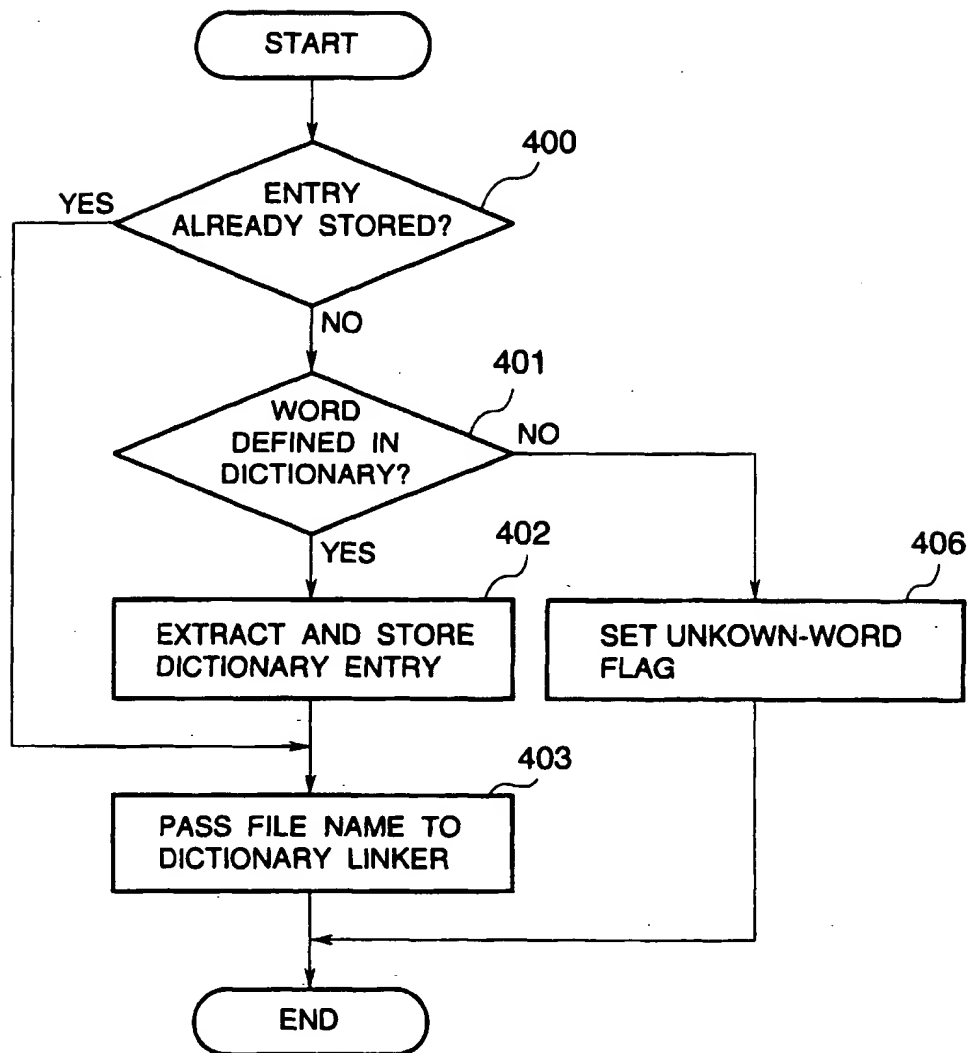 START
400
YES
ENTRY
ALREADY STORED?
NO
401
WORD
DEFINED IN
DICTIONARY?
NO
YES
402
406
EXTRACT AND STORE
DICTIONARY ENTRY
SET UNKOWN-WORD
FLAG
403
PASS FILE NAME TO
DICTIONARY LINKER
END